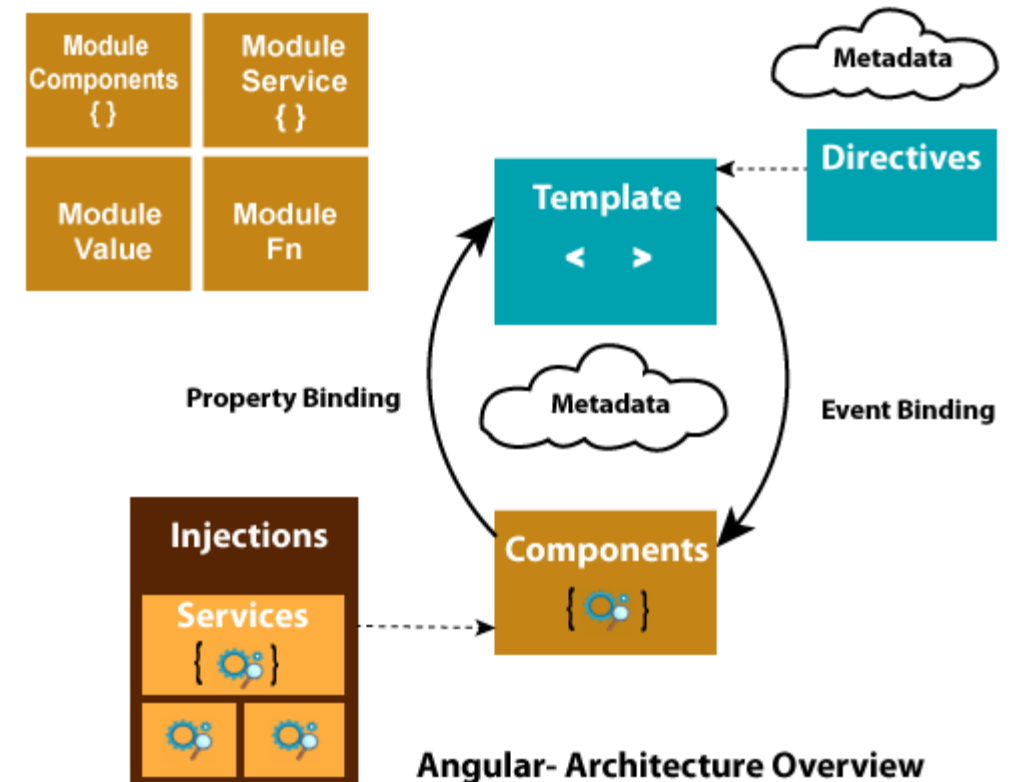 Module
Components
{ }
Module
Service
{ }
Module
Value
Module
Fn
Metadata
Directives
Template
< >
Property Binding
Metadata
Event Binding
Injections
Services
{ }
Components
{ }
Angular- Architecture Overview